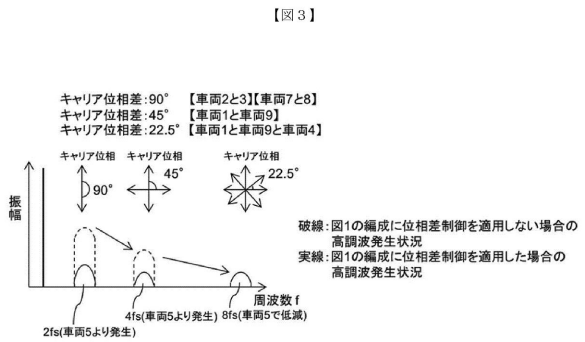 【図３】
キャリア位相差：90° 【車両2と3】【車両7と8】
キャリア位相差：45° 【車両1と車両9】
キャリア位相差：22.5° 【車両1と車両9と車両4】
キャリア位相 キャリア位相 キャリア位相
90° 45° 22.5°
振幅
破線：図1の編成に位相差制御を適用しない場合の
高調波発生状況
実線：図1の編成に位相差制御を適用した場合の
高調波発生状況
周波数 f
4fs(車両5より発生) 8fs(車両5で低減)
2fs(車両5より発生)